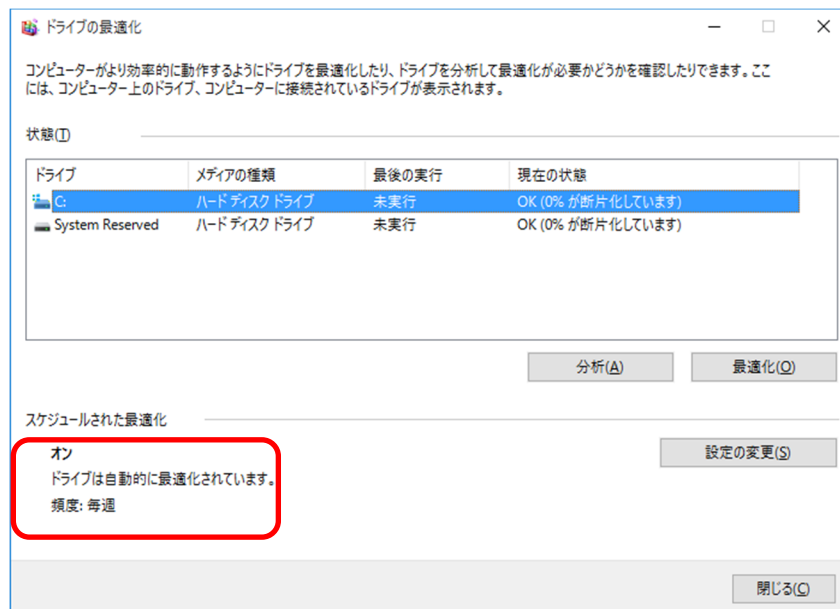 ドライブの最適化
コンピューターがより効率的に動作するようにドライブを最適化したり、ドライブを分析して最適化が必要かどうかを確認したりできます。ここ
には、コンピューター上のドライブ、コンピューターに接続されているドライブが表示されます。
状態(T)
ドライブ メディアの種類 最後の実行 現在の状態
C: ハード ディスク ドライブ 未実行 OK (0% が断片化しています)
System Reserved ハード ディスク ドライブ 未実行 OK (0% が断片化しています)
分析(A) 最適化(O)
スケジュールされた最適化
オン
設定の変更(S)
ドライブは自動的に最適化されています。
頻度: 毎週
閉じる(C)